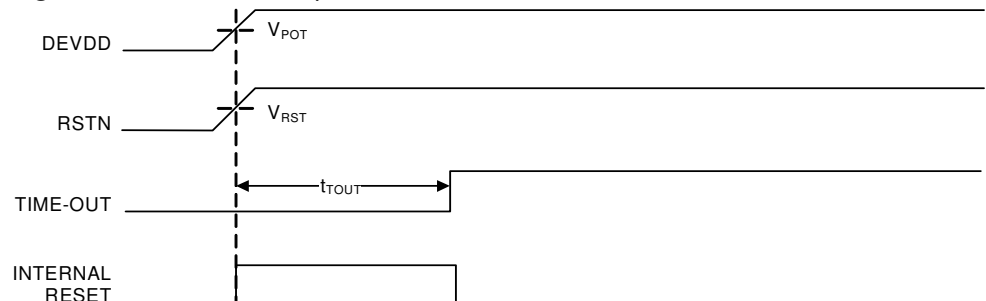 DEVDD
VPOT
RSTN
VRST
tTOUT
TIME-OUT
INTERNAL
RESET